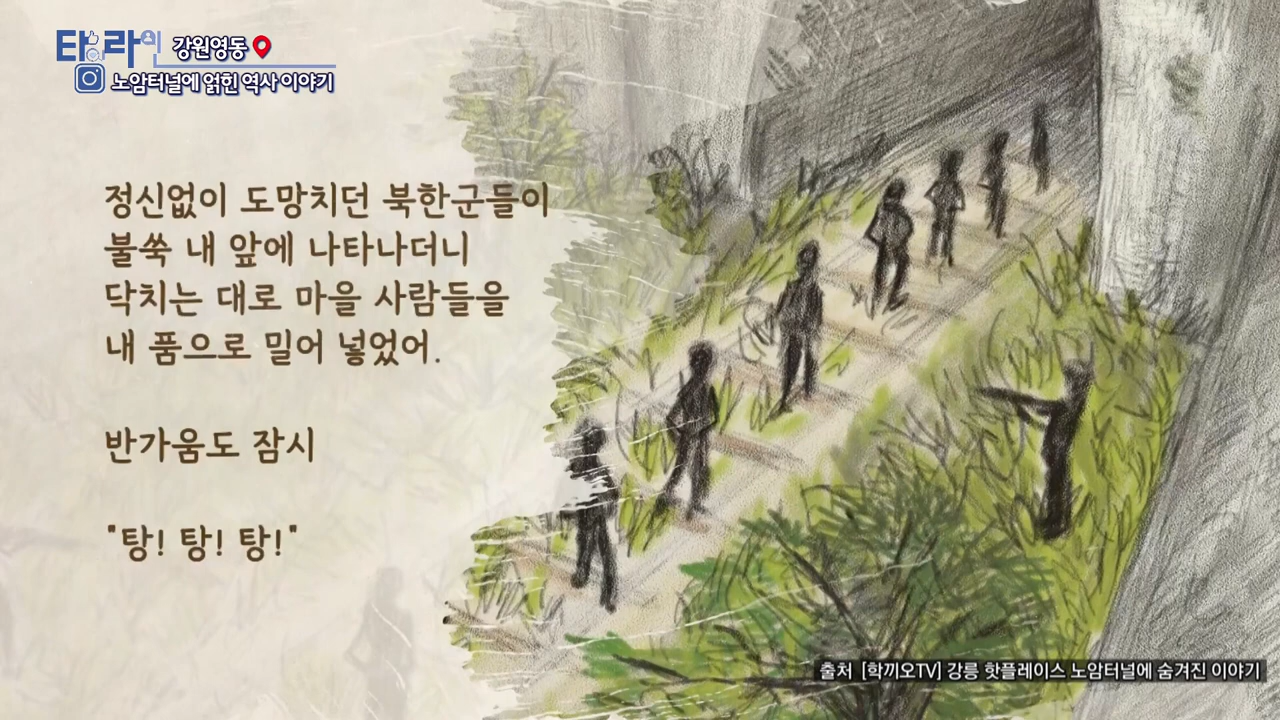 타라 강원영동
노암터널에 얽힌 역사 이야기
정신없이 도망치던 북한군들이
불쑥 내 앞에 나타나더니
닥치는 대로 마을 사람들을
내 품으로 밀어 넣었어.
반가움도 잠시
"탕! 탕! 탕!"
출처 [학끼오TV] 강릉 핫플레이스 노암터널에 숨겨진 이야기